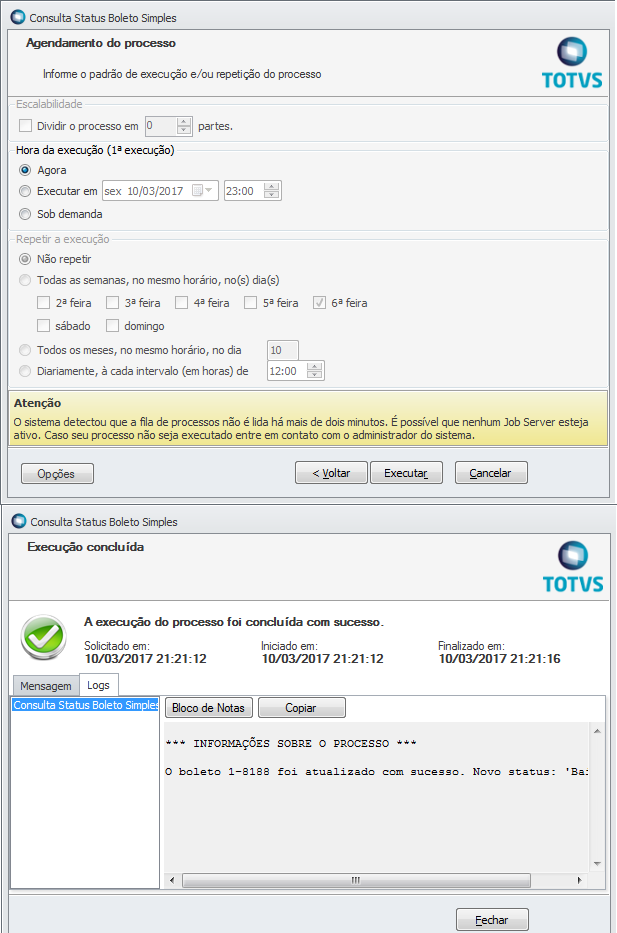 Consulta Status Boleto Simples
Agendamento do processo
Informe o padrão de execução e/ou repetição do processo
TOTVS
Escalabilidade
Dividir o processo em 0 partes.
Hora da execução (1ª execução)
Agora
Executar em sex 10/03/2017 23:00
Sob demanda
Repetir a execução
Não repetir
Todas as semanas, no mesmo horário, no(s) dia(s)
2ª feira 3ª feira 4ª feira 5ª feira 6ª feira
sábado domingo
Todos os meses, no mesmo horário, no dia 10
Diariamente, à cada intervalo (em horas) de 12:00
Atenção
O sistema detectou que a fila de processos não é lida há mais de dois minutos. É possível que nenhum Job Server esteja
ativo. Caso seu processo não seja executado entre em contato com o administrador do sistema.
Opções < Voltar Executar Cancelar
Consulta Status Boleto Simples
Execução concluída
TOTVS
A execução do processo foi concluída com sucesso.
Solicitado em: Iniciado em: Finalizado em:
10/03/2017 21:21:12 10/03/2017 21:21:12 10/03/2017 21:21:16
Mensagem Logs
Consulta Status Boleto Simples Bloco de Notas Copiar
*** INFORMAÇÕES SOBRE O PROCESSO ***
O boleto 1-8188 foi atualizado com sucesso. Novo status: 'Bai
Fechar